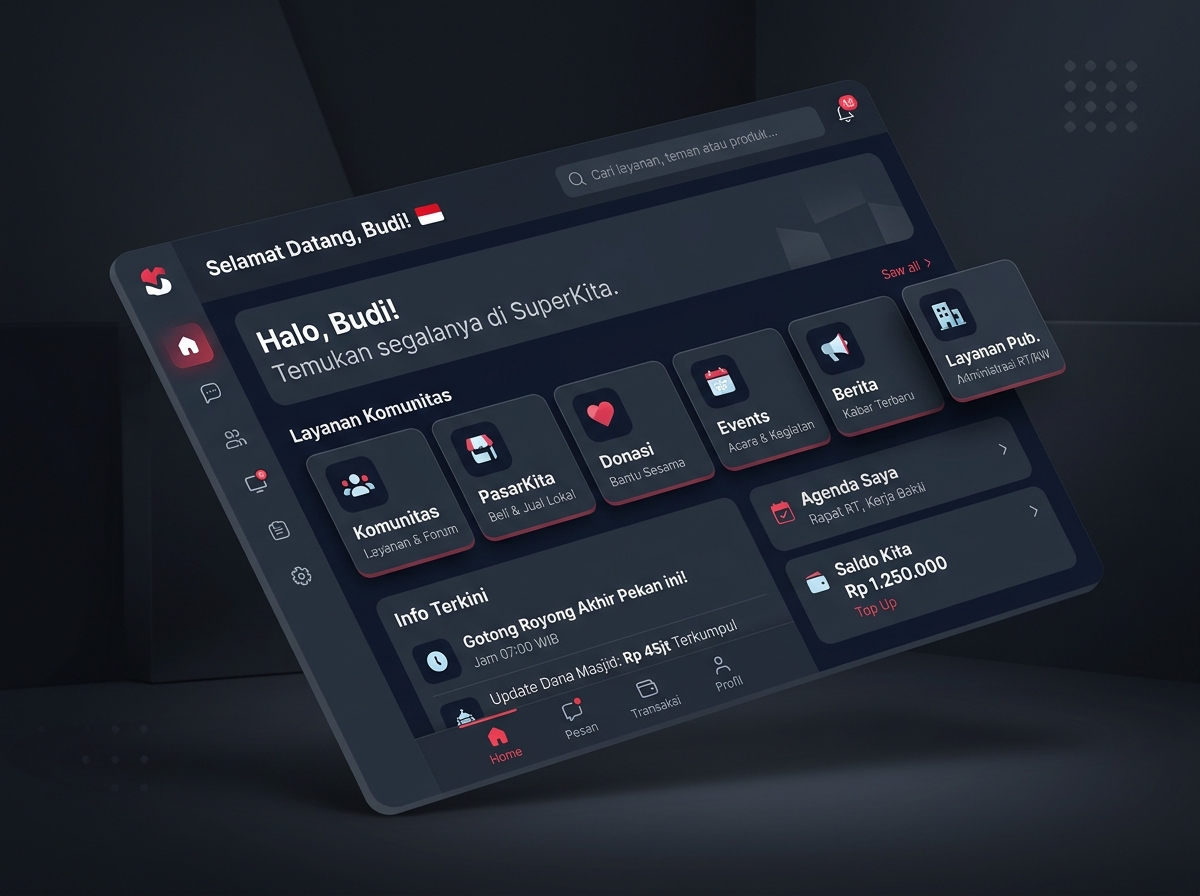 Selamat Datang, Budi!
Cari layanan, teman atau produk...
Halo, Budi!
Temukan segalanya di SuperKita.
Layanan Komunitas
Saw all
Komunitas
Layanan & Forum
PasarKita
Beli & Jual Lokal
Donasi
Bantu Sesama
Events
Acara & Kegiatan
Berita
Kabar Terbaru
Layanan Pub.
Info Terkini
Gotong Royong Akhir Pekan ini!
Jam 07:00 WIB
Update Dana Masjid: Rp 45jt Terkumpul
Agenda Saya
Rapat RT, Kerja
Saldo Kita
Rp 1.250.000
Top Up
Home
Pesan
Transakai
Profil